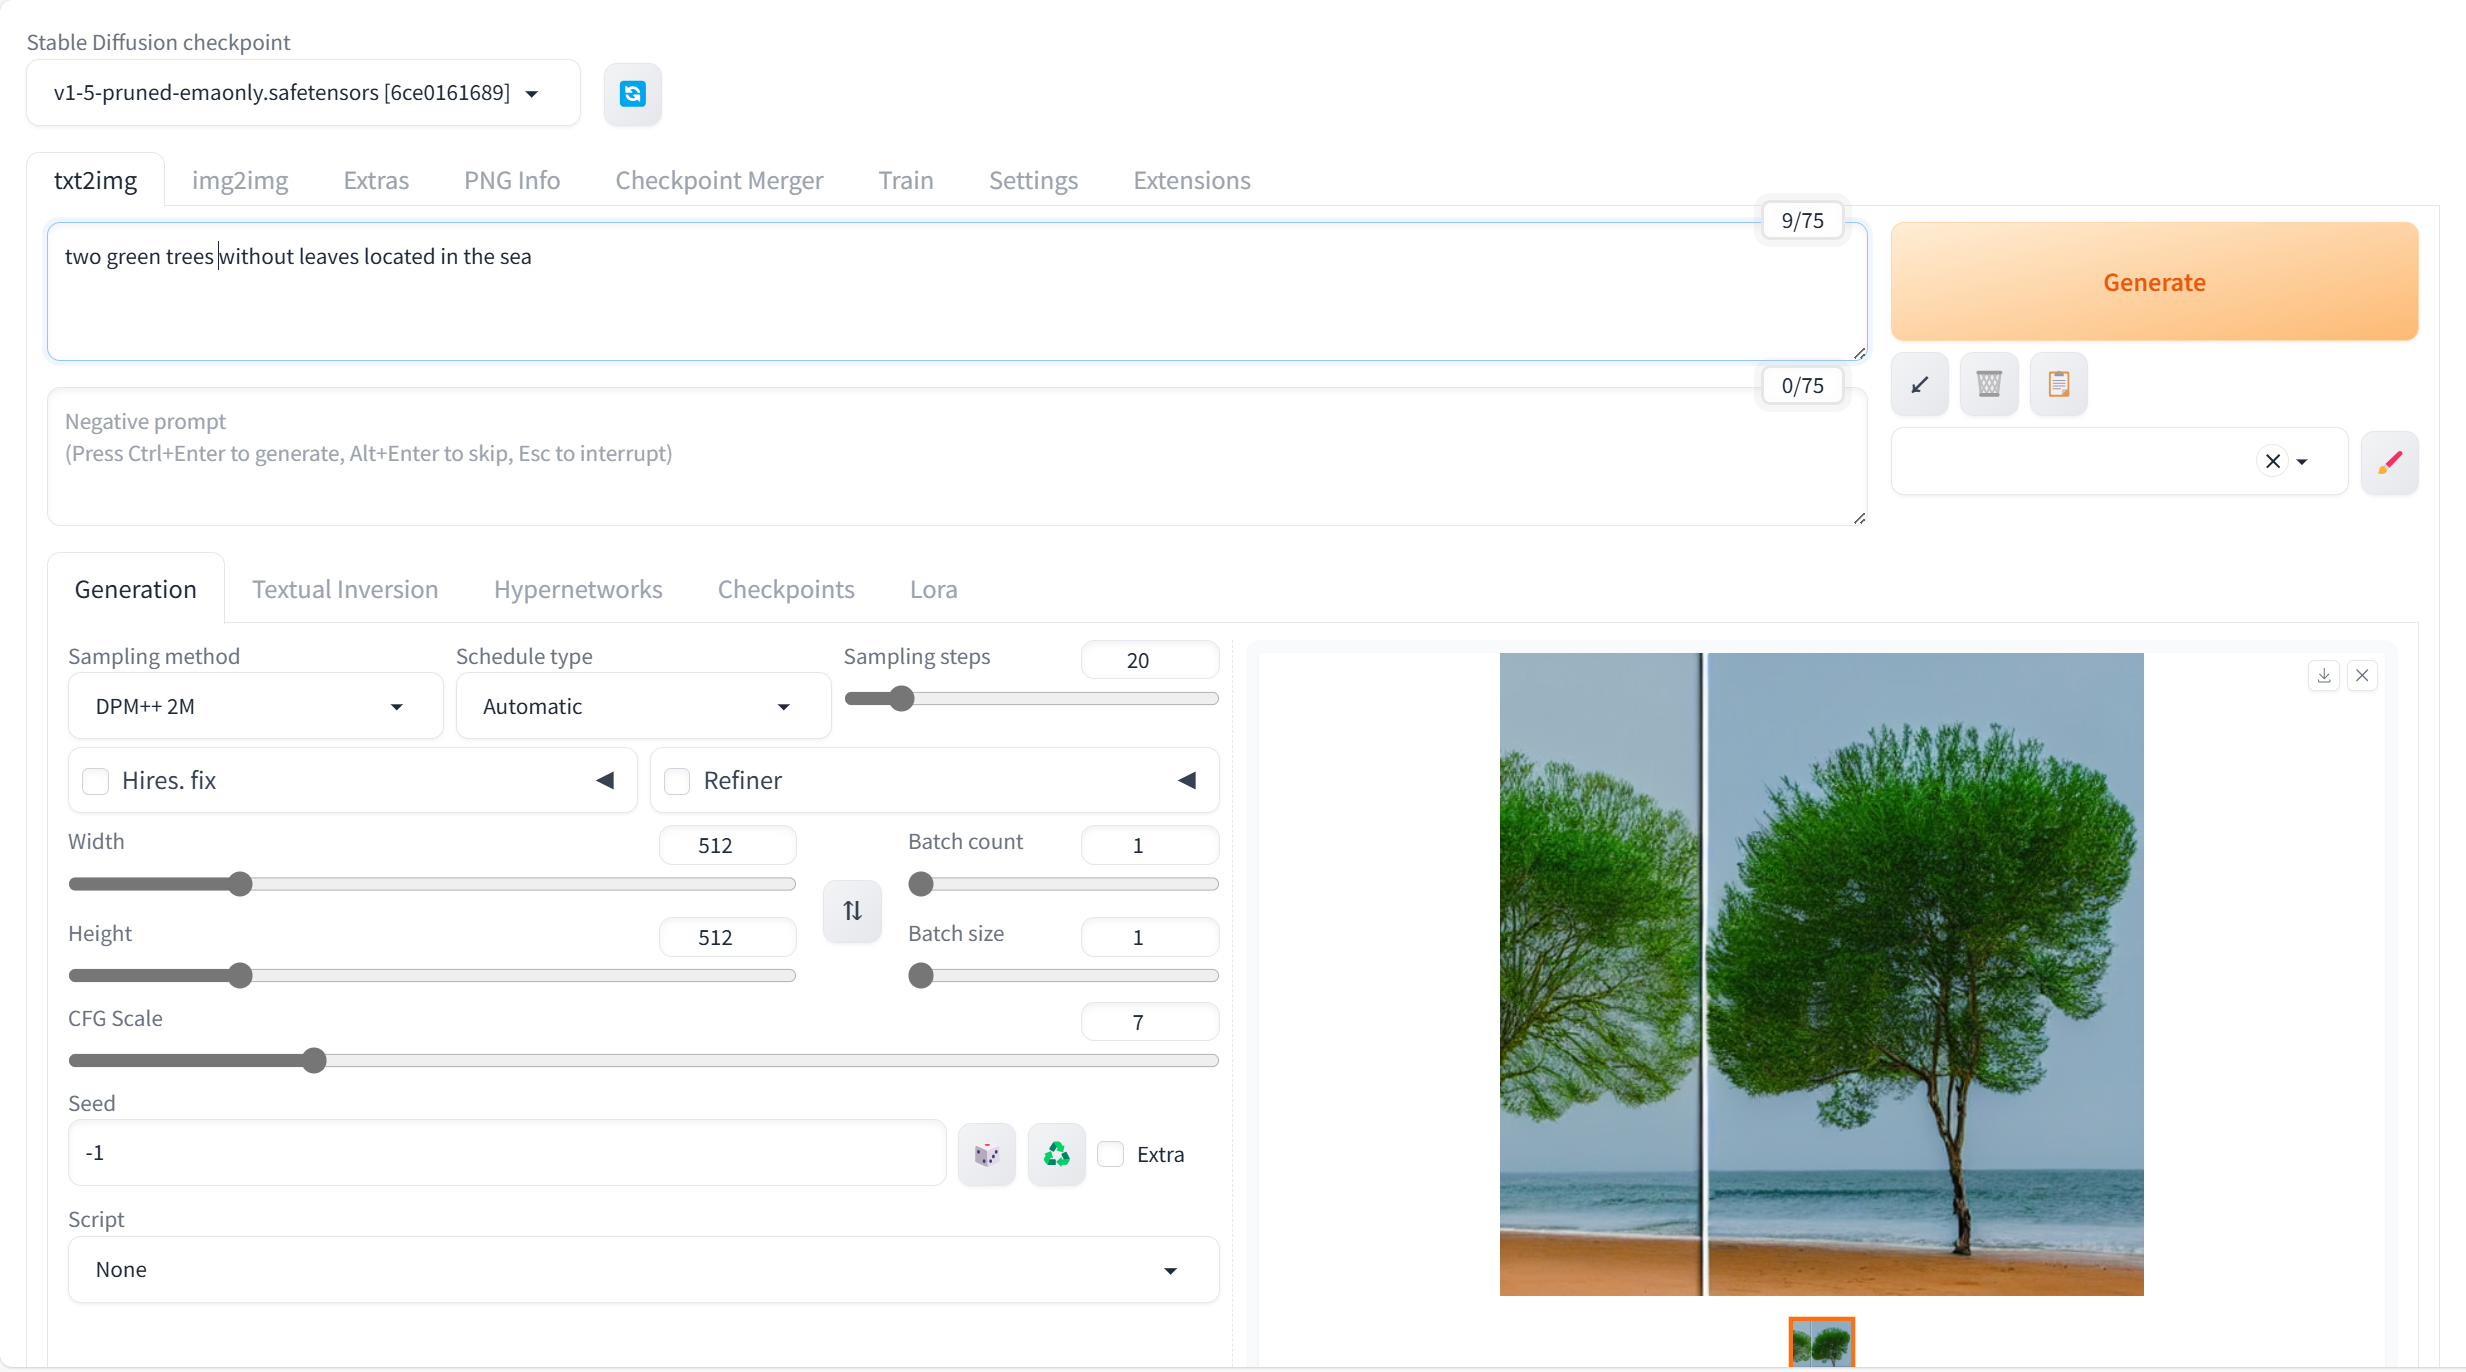 Stable Diffusion checkpoint
v1-5-pruned-emaonly.safetensors [6ce0161689]
txt2img img2img Extras PNG Info Checkpoint Merger Train Settings Extensions
9/75
two green trees without leaves located in the sea
Generate
0/75
Negative prompt
(Press Ctrl+Enter to generate, Alt+Enter to skip, Esc to interrupt)
Generation Textual Inversion Hypernetworks Checkpoints Lora
Sampling method Schedule type Sampling steps 20
DPM++ 2M Automatic
Hires. fix Refiner
Width 512 Batch count 1
Height 512 Batch size 1
CFG Scale 7
Seed
-1 Extra
Script
None